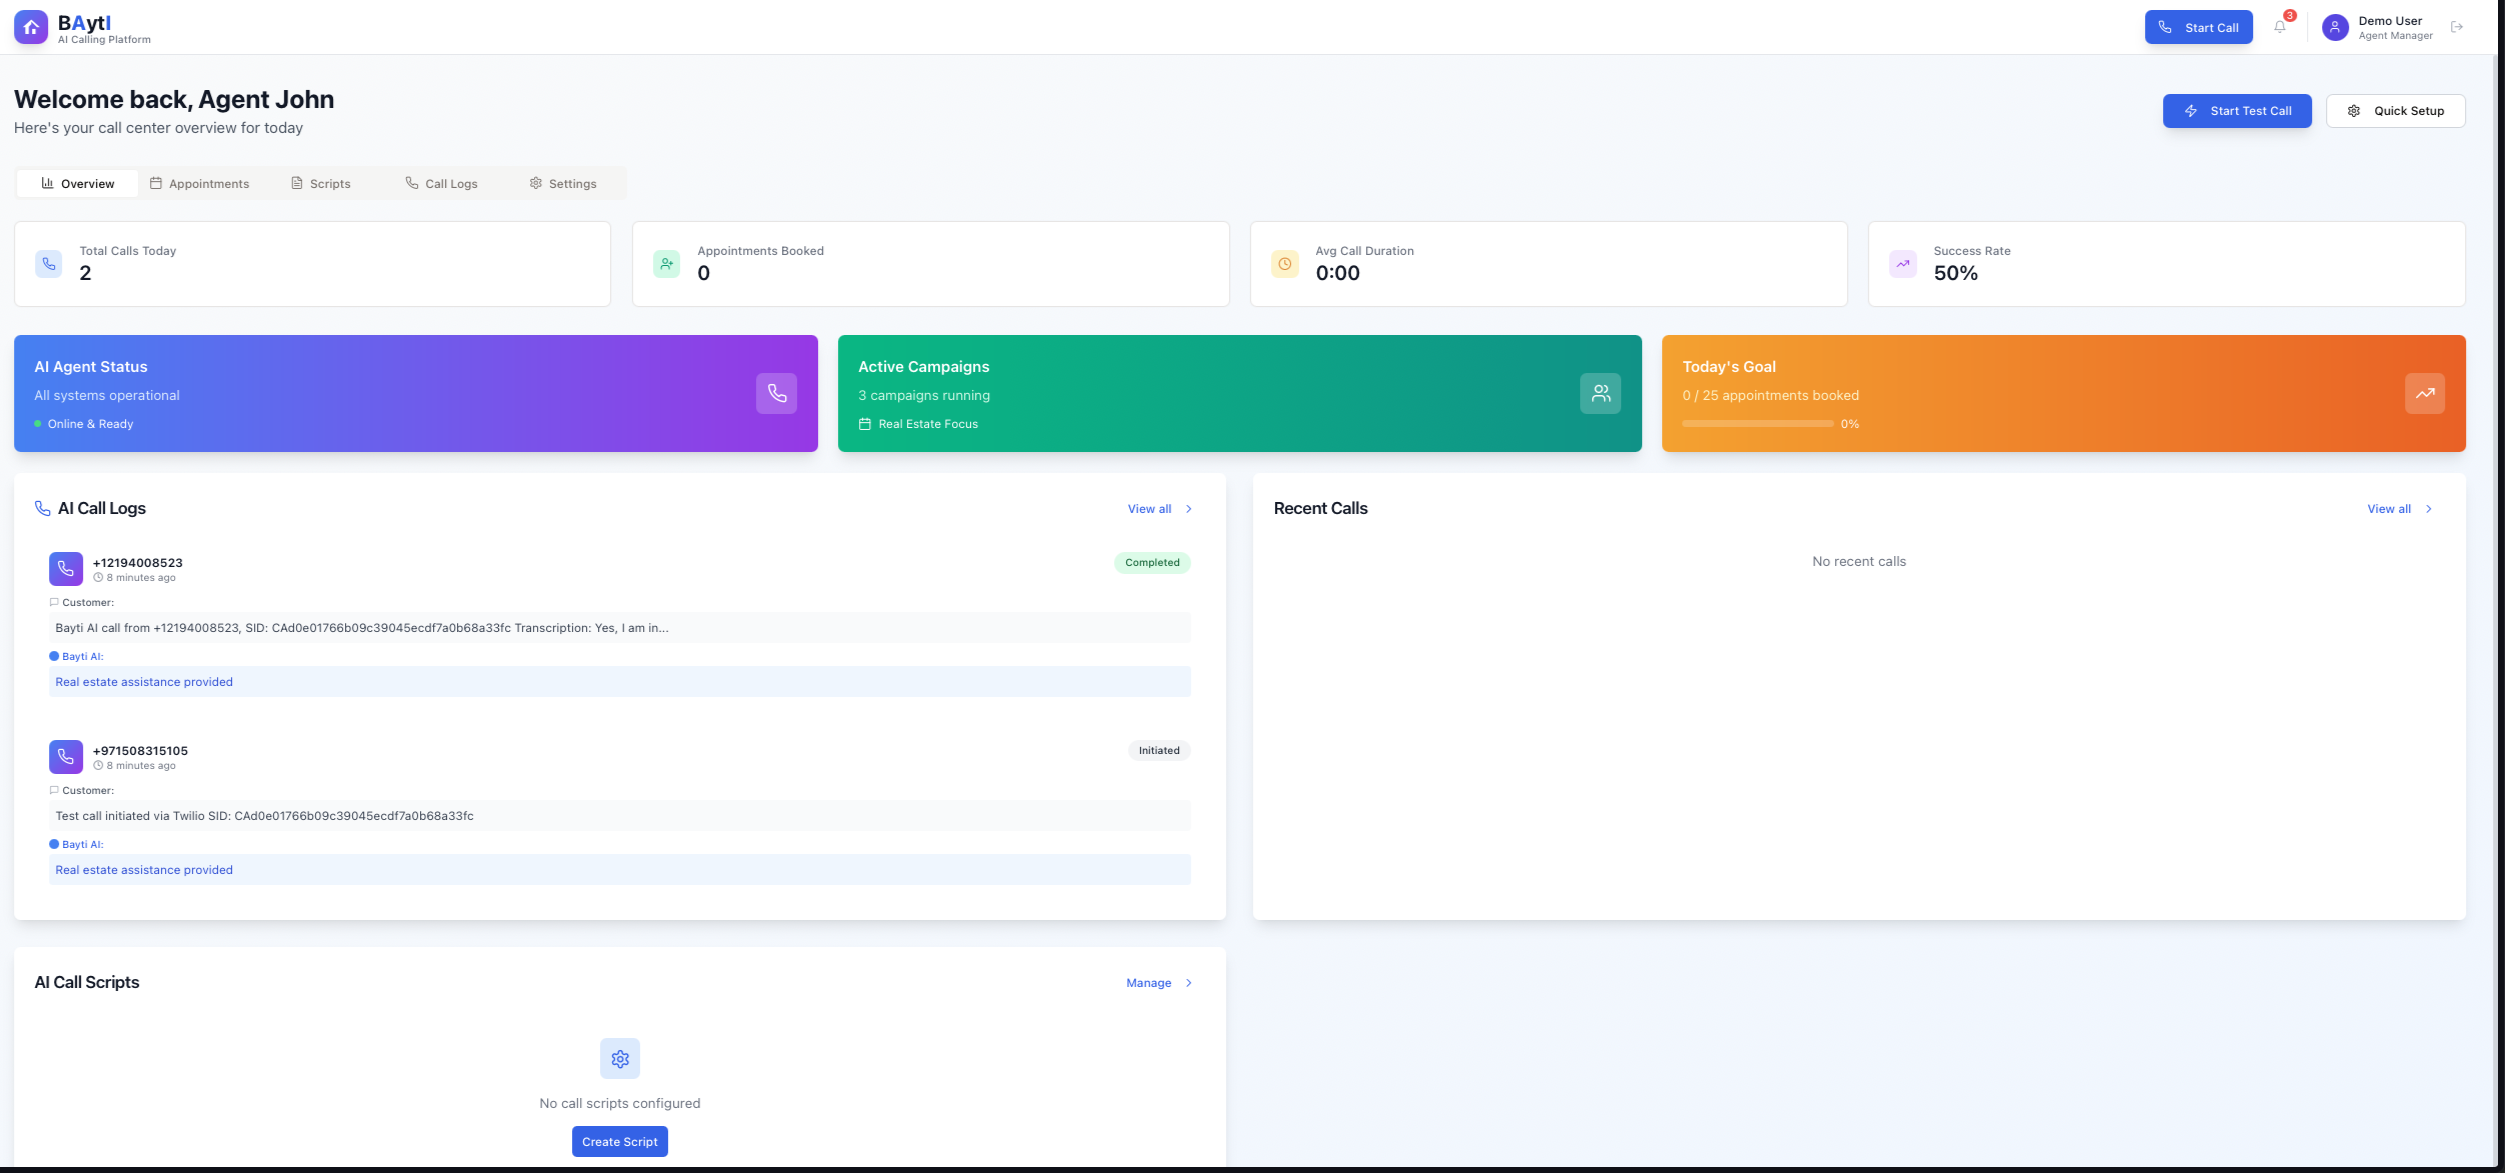 BAytI
AI Calling Platform
Start Call
3
Demo User
Agent Manager
Welcome back, Agent John
Here's your call center overview for today
Start Test Call
Quick Setup
Overview
Appointments
Scripts
Call Logs
Settings
Total Calls Today
2
Appointments Booked
0
Avg Call Duration
0:00
Success Rate
50%
AI Agent Status
All systems operational
Online & Ready
Active Campaigns
3 campaigns running
Real Estate Focus
Today's Goal
0 / 25 appointments booked
0%
AI Call Logs
View all
+12194008523
8 minutes ago
Completed
Customer:
Bayti AI call from +12194008523, SID: CAd0e01766b09c39045ecdf7a0b68a33fc Transcription: Yes, I am in...
Bayti AI:
Real estate assistance provided
+971508315105
8 minutes ago
Initiated
Customer:
Test call initiated via Twilio SID: CAd0e01766b09c39045ecdf7a0b68a33fc
Bayti AI:
Real estate assistance provided
Recent Calls
View all
No recent calls
AI Call Scripts
Manage
No call scripts configured
Create Script